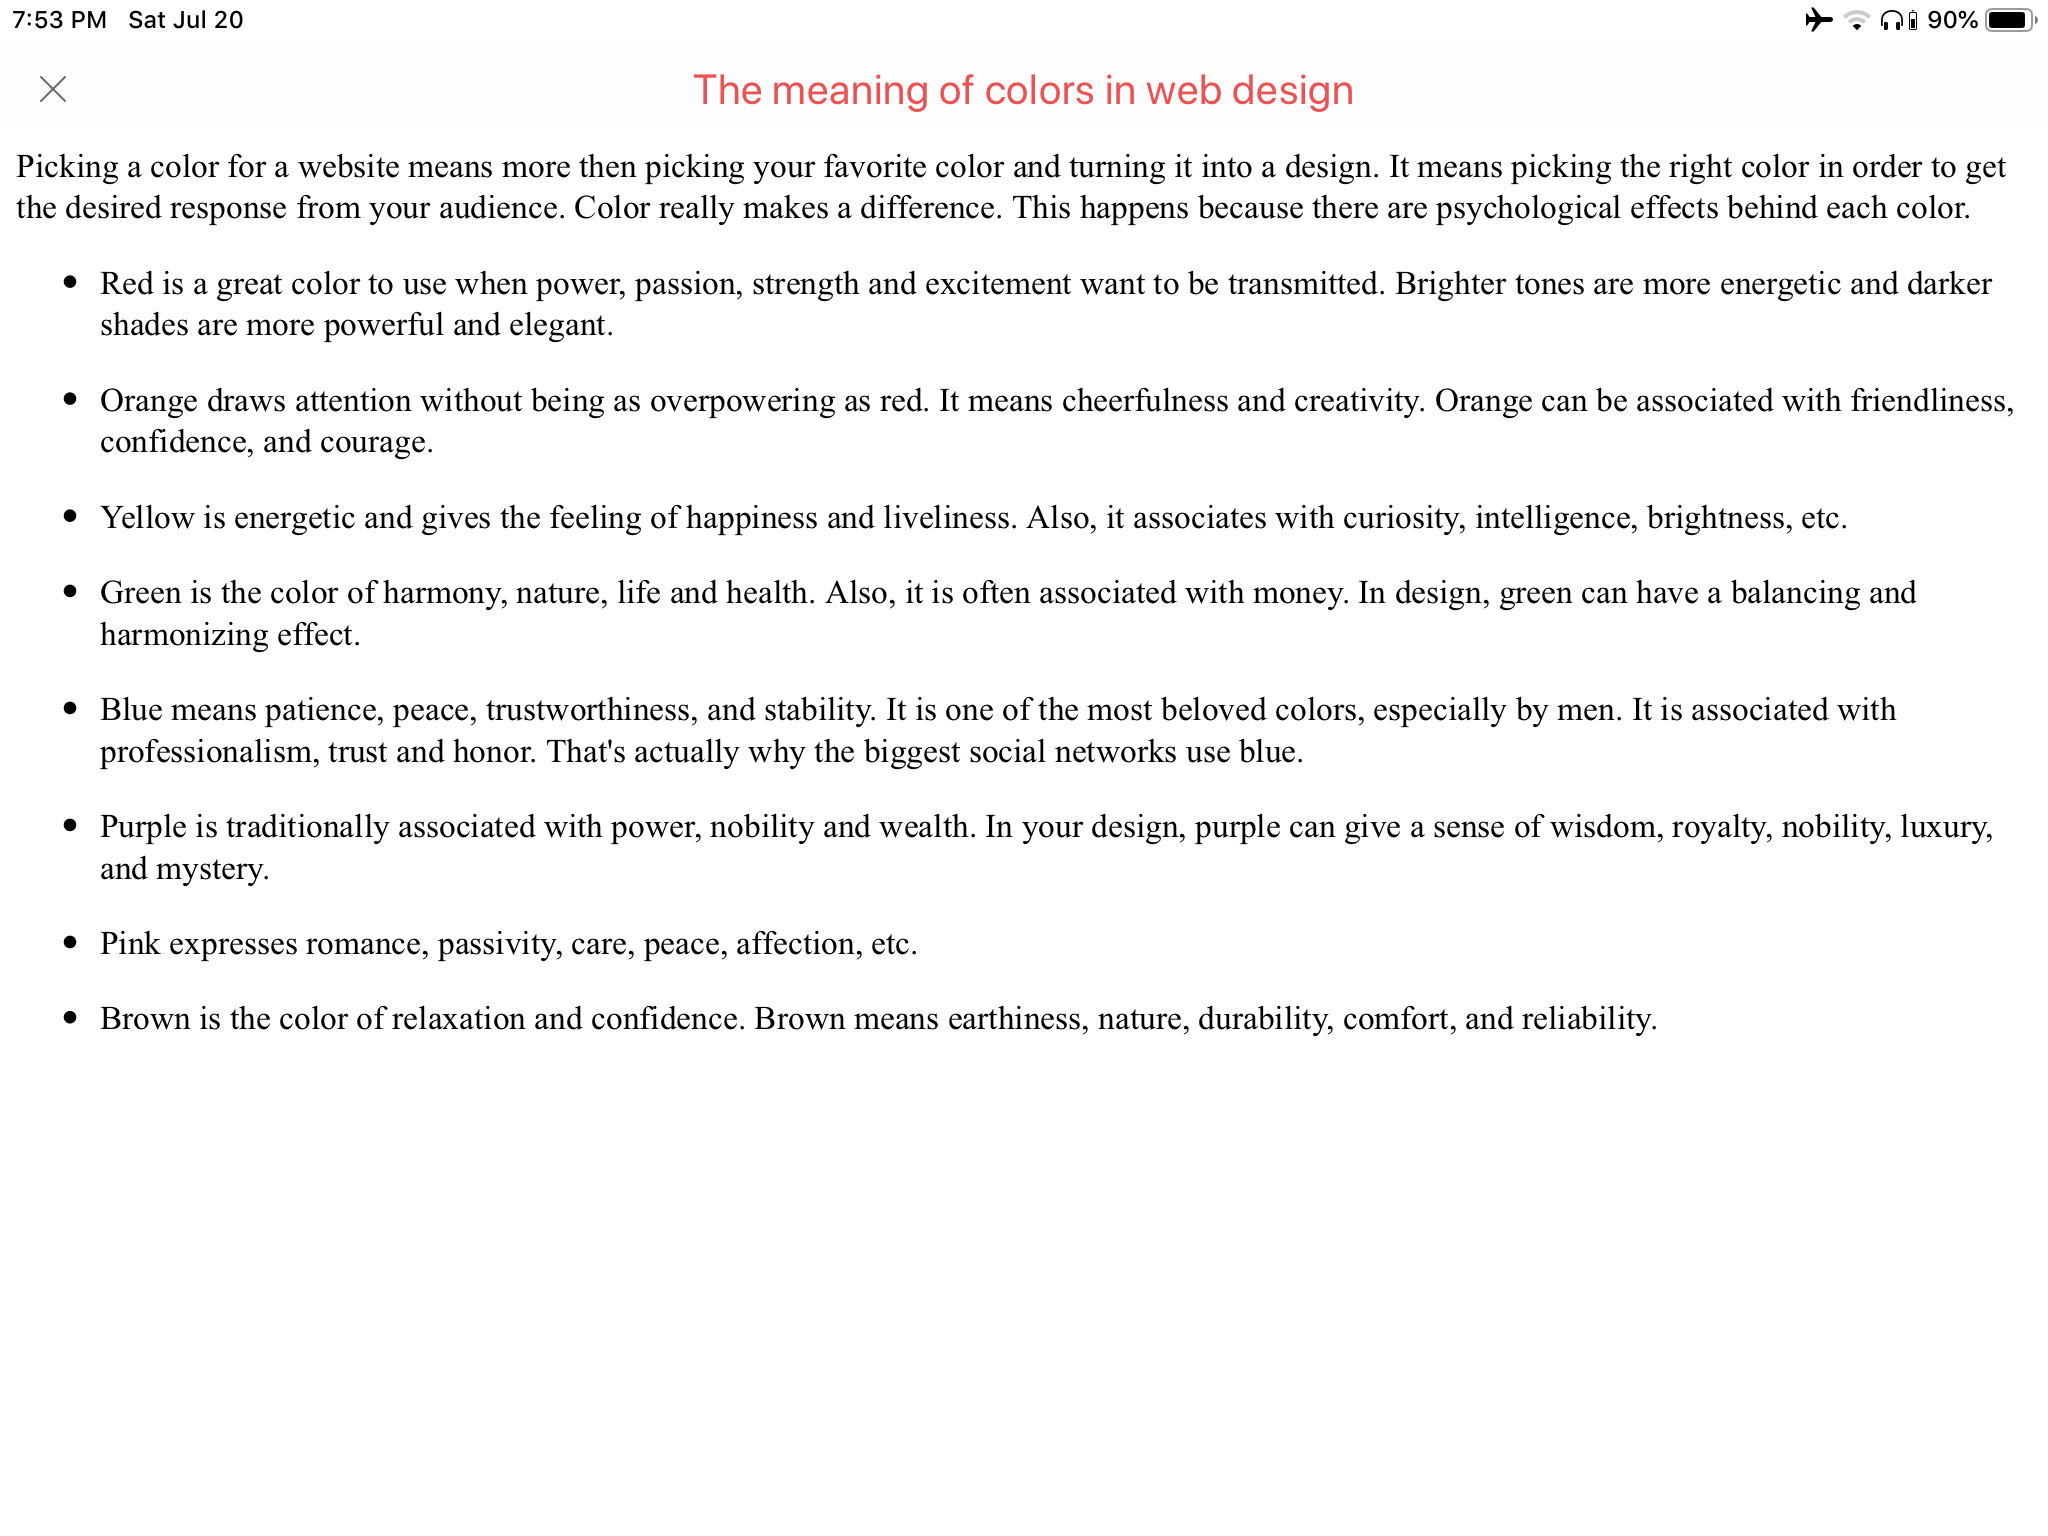 7:53 PM Sat Jul 20
90%
The meaning of colors in web design
Picking a color for a website means more then picking your favorite color and turning it into a design. It means picking the right color in order to get
the desired response from your audience. Color really makes a difference. This happens because there are psychological effects behind each color.
• Red is a great color to use when power, passion, strength and excitement want to be transmitted. Brighter tones are more energetic and darker
shades are more powerful and elegant.
• Orange draws attention without being as overpowering as red. It means cheerfulness and creativity. Orange can be associated with friendliness,
confidence, and courage.
• Yellow is energetic and gives the feeling of happiness and liveliness. Also, it associates with curiosity, intelligence, brightness, etc.
• Green is the color of harmony, nature, life and health. Also, it is often associated with money. In design, green can have a balancing and
harmonizing effect.
• Blue means patience, peace, trustworthiness, and stability. It is one of the most beloved colors, especially by men. It is associated with
professionalism, trust and honor. That's actually why the biggest social networks use blue.
• Purple is traditionally associated with power, nobility and wealth. In your design, purple can give a sense of wisdom, royalty, nobility, luxury,
and mystery.
• Pink expresses romance, passivity, care, peace, affection, etc.
• Brown is the color of relaxation and confidence. Brown means earthiness, nature, durability, comfort, and reliability.